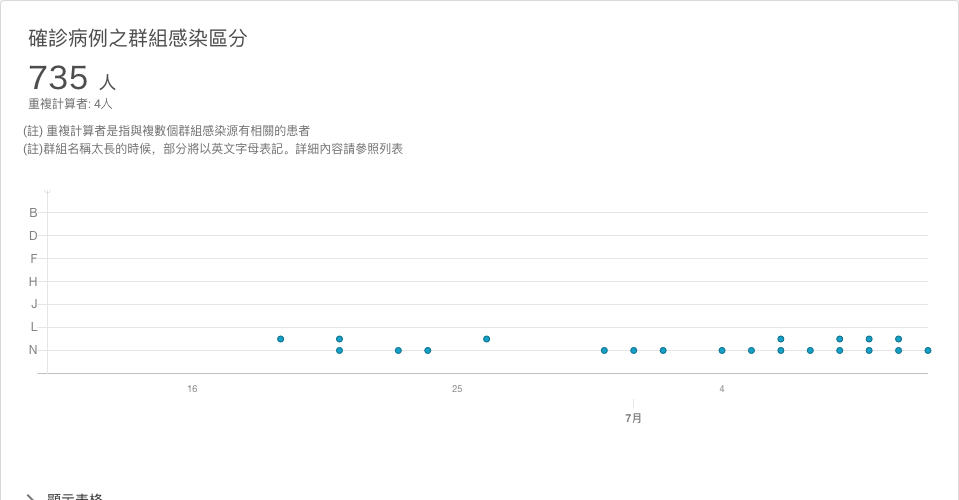 確診病例之群組感染區分
735 人
重複計算者: 4人
(註) 重複計算者是指與複數個群組感染源有相關的患者
(註)群組名稱太長的時候，部分將以英文字母表記。詳細內容請參照列表
B
D
F
H
J
L
N
16 25 4
7月
顯示表格